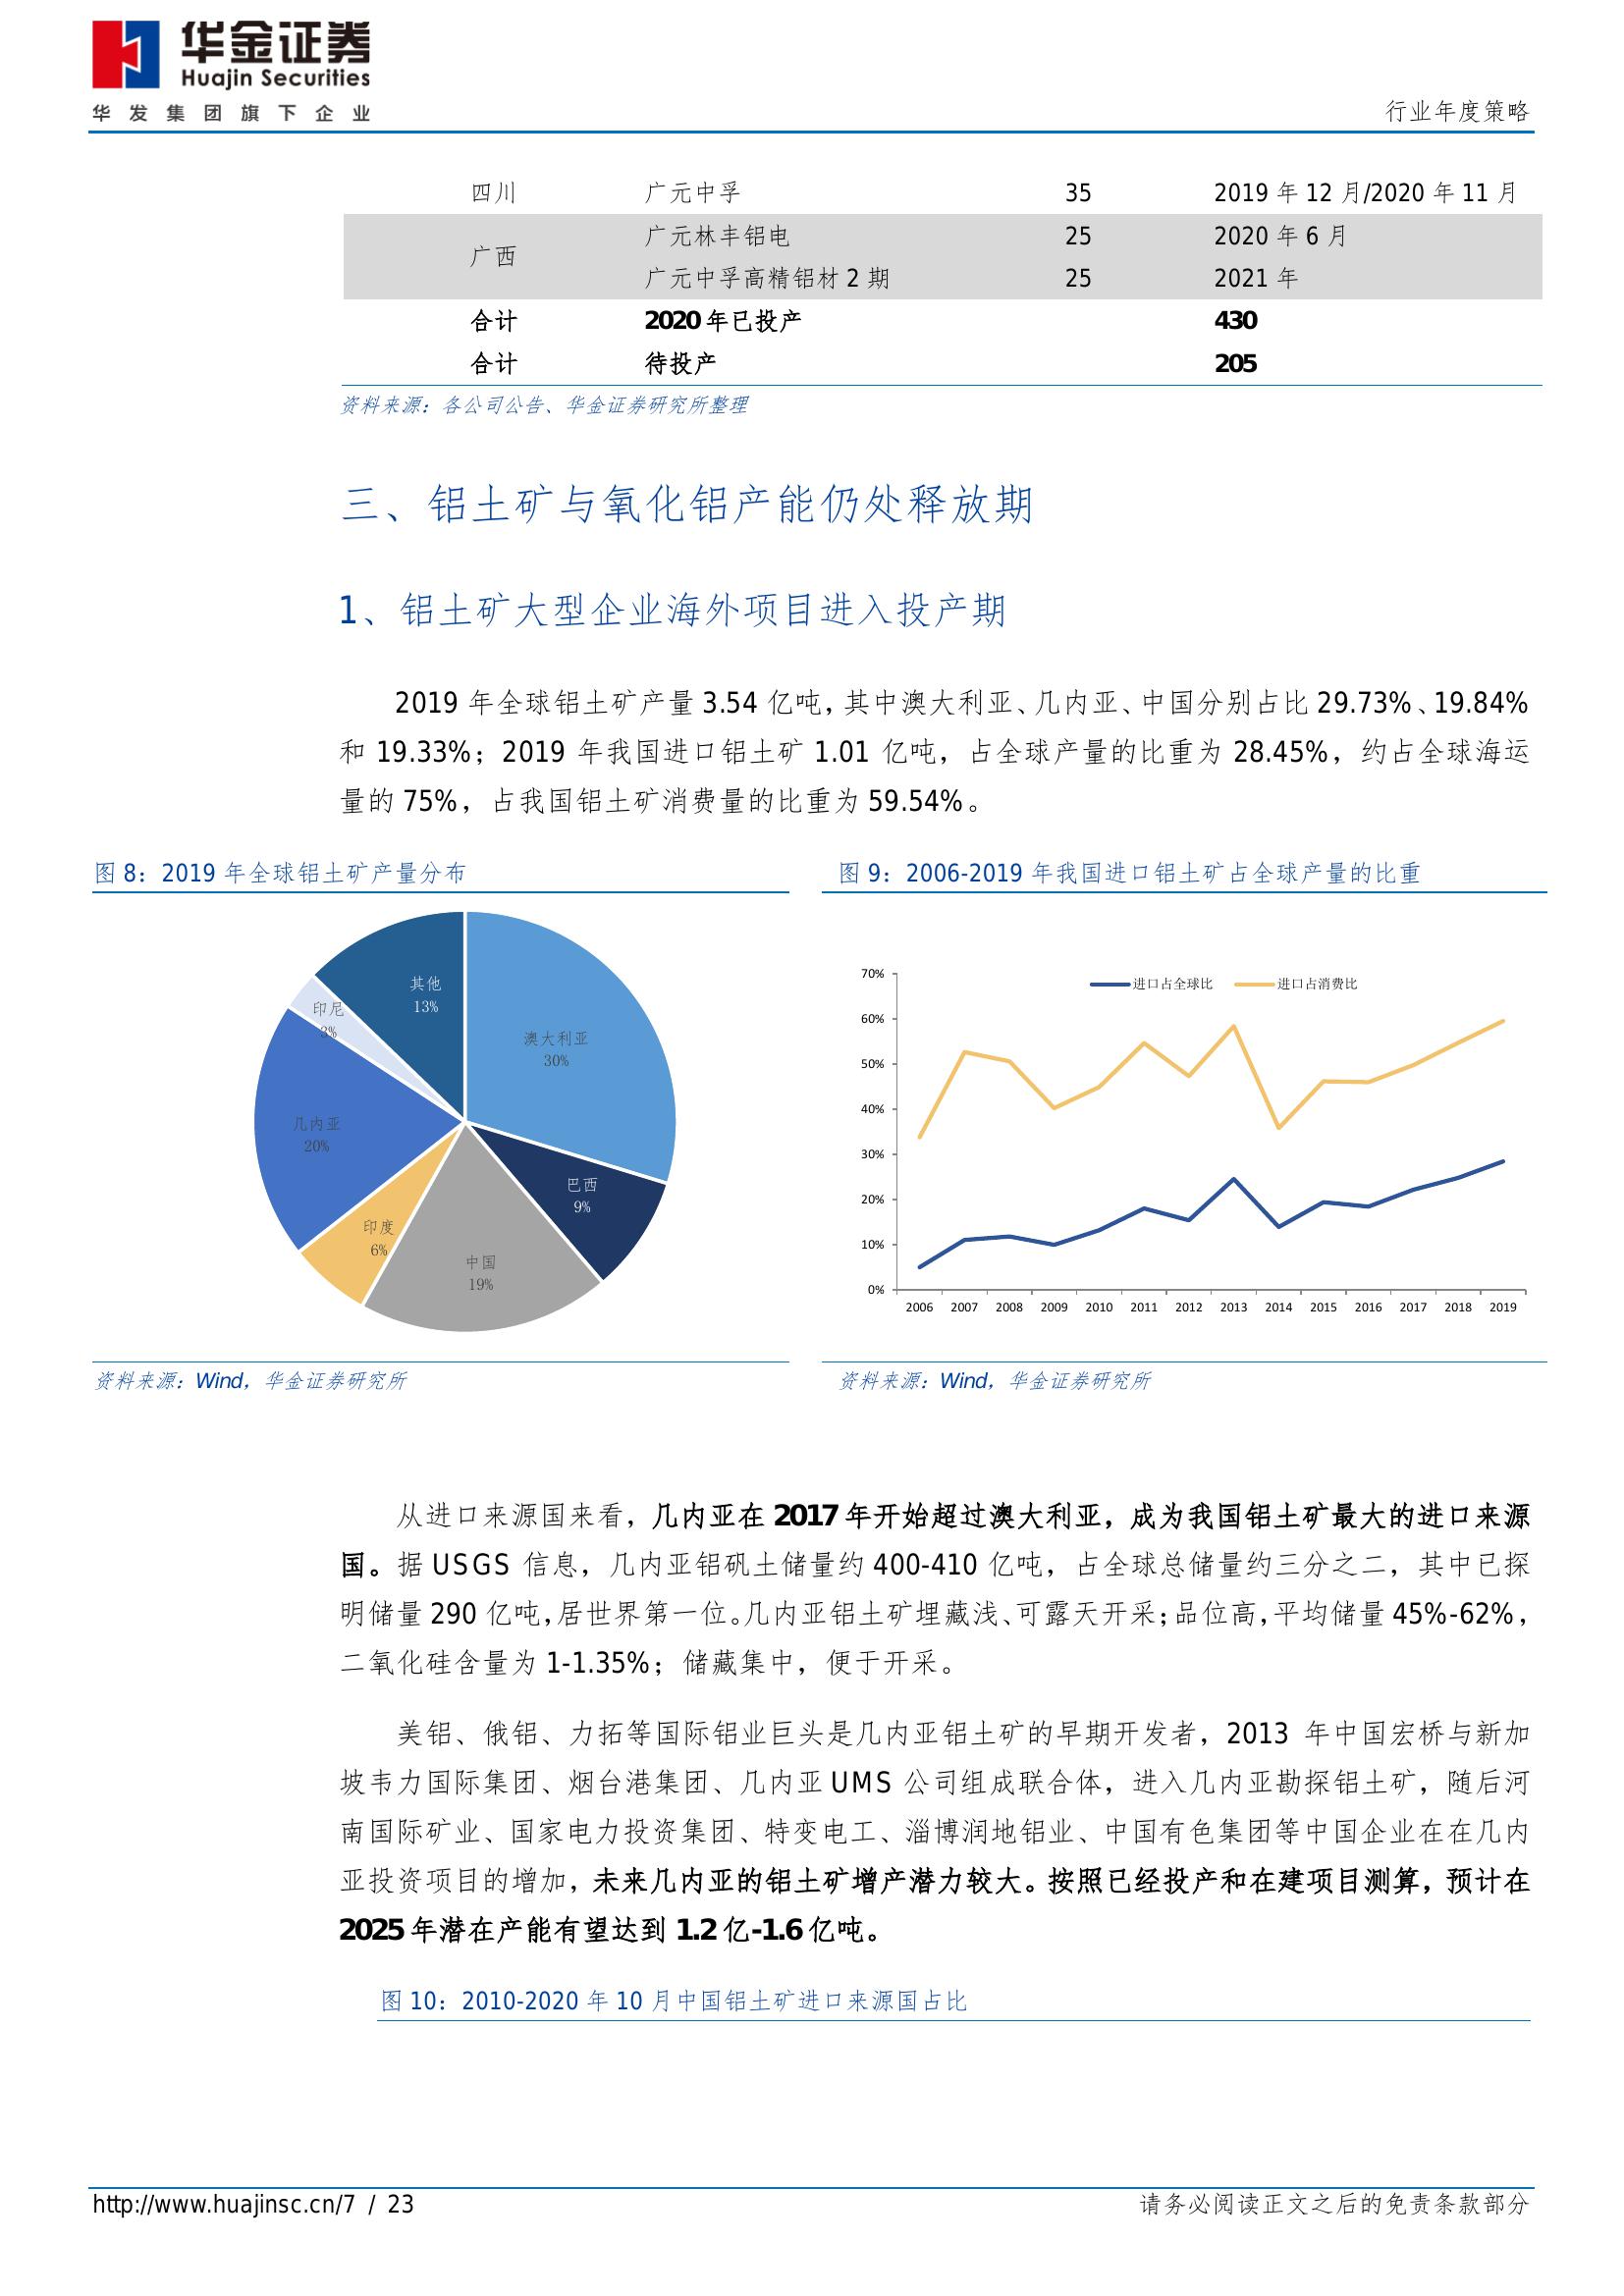 华金证券
Huajin Securities
华发集团旗下企业
行业年度策略
四川 广元中孚 35 2019 年 12 月/2020 年 11 月
广西
广元林丰铝电 25 2020 年 6 月
广元中孚高精铝材 2 期 25 2021 年
合计 2020 年已投产 430
合计 待投产 205
资料来源：各公司公告、华金证券研究所整理
三、铝土矿与氧化铝产能仍处释放期
1、铝土矿大型企业海外项目进入投产期
2019 年全球铝土矿产量 3.54 亿吨，其中澳大利亚、几内亚、中国分别占比 29.73%、19.84%
和 19.33%；2019 年我国进口铝土矿 1.01 亿吨，占全球产量的比重为 28.45%，约占全球海运
量的 75%，占我国铝土矿消费量的比重为 59.54%。
图 8：2019 年全球铝土矿产量分布
其他
13%
印尼
3%
澳大利亚
30%
几内亚
20%
巴西
9%
印度
6%
中国
19%
资料来源：Wind，华金证券研究所
图 9：2006-2019 年我国进口铝土矿占全球产量的比重
进口占全球比 进口占消费比
70%
60%
50%
40%
30%
20%
10%
0%
2006 2007 2008 2009 2010 2011 2012 2013 2014 2015 2016 2017 2018 2019
资料来源：Wind，华金证券研究所
从进口来源国来看，几内亚在 2017 年开始超过澳大利亚，成为我国铝土矿最大的进口来源
国。据 USGS 信息，几内亚铝矾土储量约 400-410 亿吨，占全球总储量约三分之二，其中已探
明储量 290 亿吨，居世界第一位。几内亚铝土矿埋藏浅、可露天开采；品位高，平均储量 45%-62%，
二氧化硅含量为 1-1.35%；储藏集中，便于开采。
美铝、俄铝、力拓等国际铝业巨头是几内亚铝土矿的早期开发者，2013 年中国宏桥与新加
坡韦力国际集团、烟台港集团、几内亚 UMS 公司组成联合体，进入几内亚勘探铝土矿，随后河
南国际矿业、国家电力投资集团、特变电工、淄博润地铝业、中国有色集团等中国企业在在几内
亚投资项目的增加，未来几内亚的铝土矿增产潜力较大。按照已经投产和在建项目测算，预计在
2025 年潜在产能有望达到 1.2 亿-1.6 亿吨。
图 10：2010-2020 年 10 月中国铝土矿进口来源国占比
http://www.huajinsc.cn/7 / 23
请务必阅读正文之后的免责条款部分